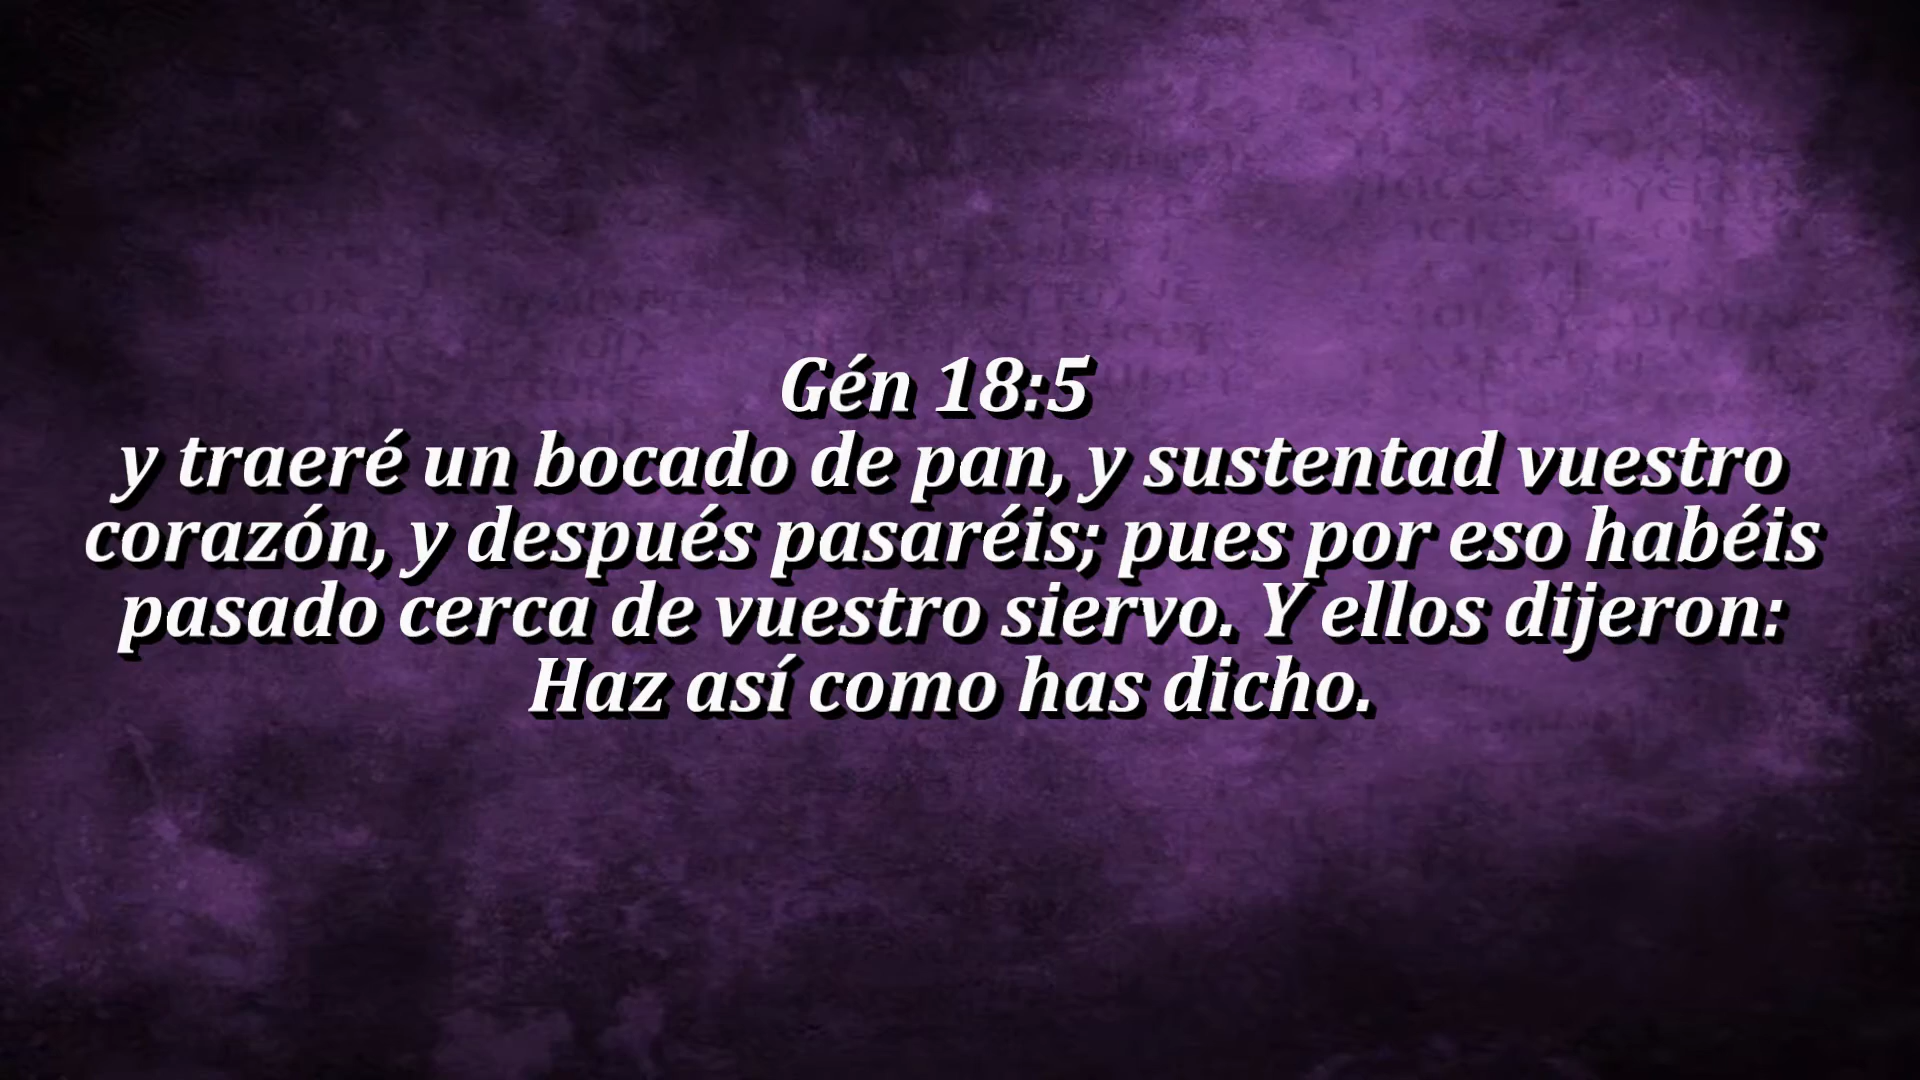 Gén 18:5
y traeré un bocado de pan, y sustentad vuestro
corazón, y después pasaréis; pues por eso habéis
pasado cerca de vuestro siervo. Y ellos dijeron:
Haz así como has dicho.